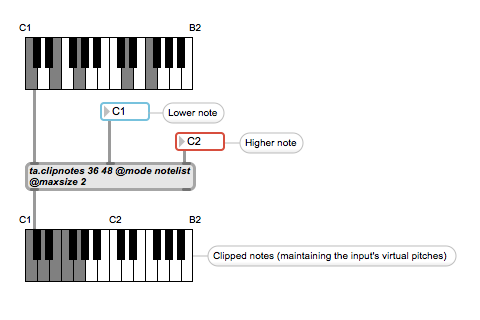 C1 B2
C1 Lower note
C2 Higher note
ta.clipnotes 36 48 @mode notelist
@maxsize 2
C1 C2 B2
Clipped notes (maintaining the input's virtual pitches)